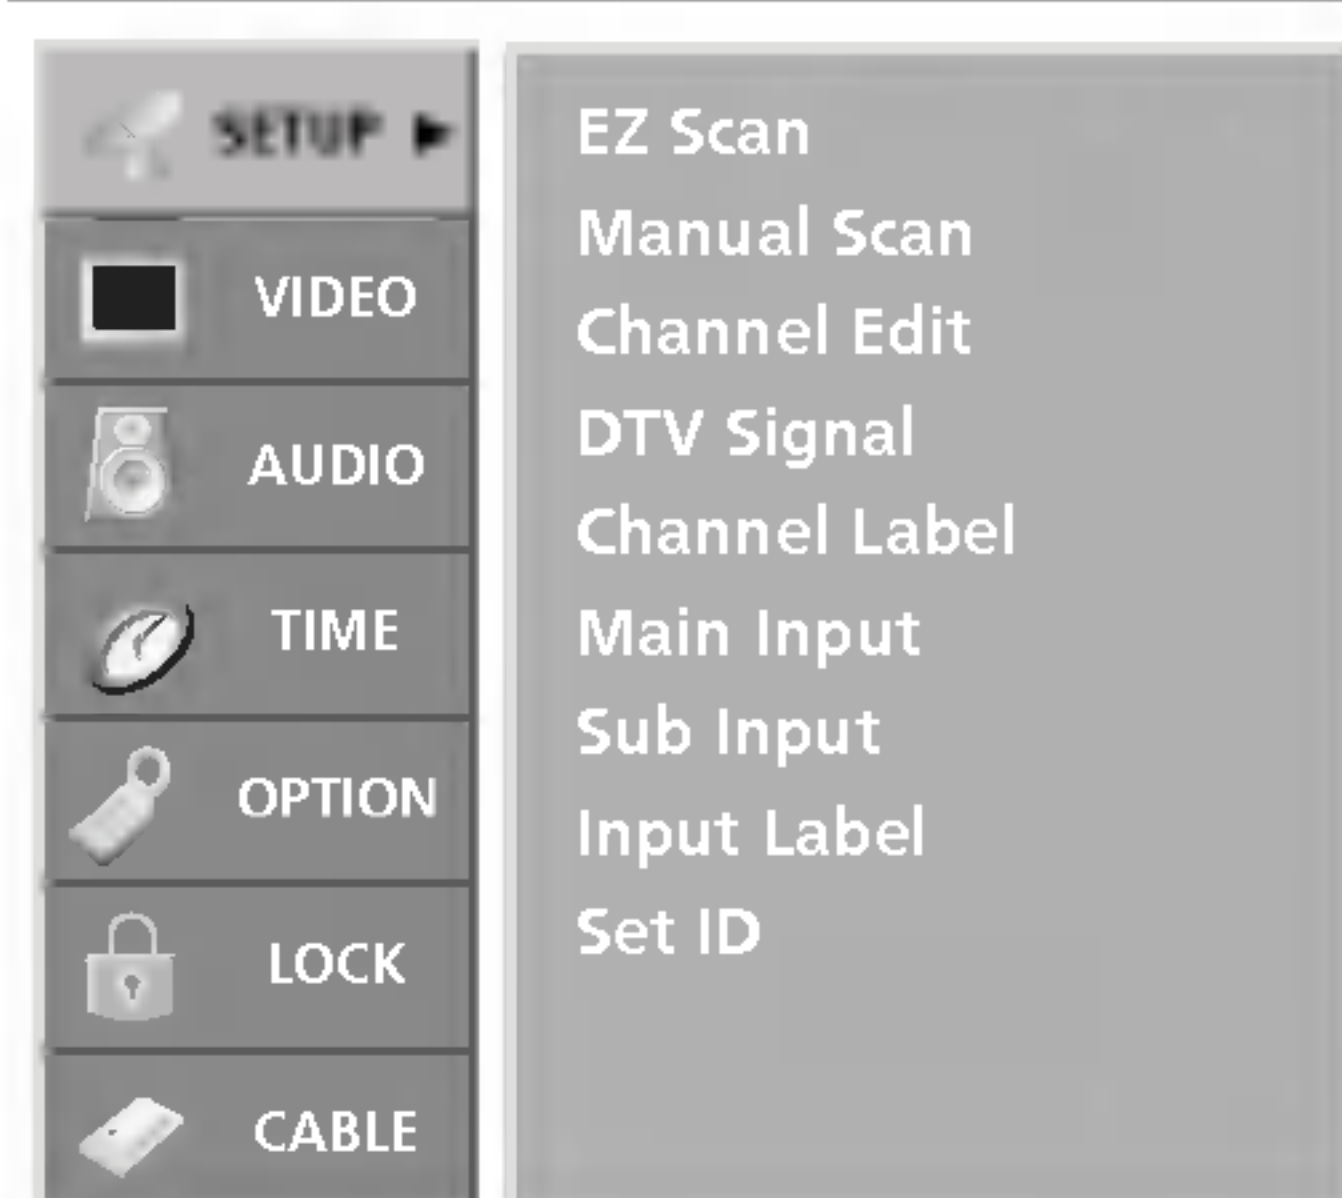 SETUP ►
VIDEO
AUDIO
TIME
OPTION
LOCK
CABLE
EZ Scan
Manual Scan
Channel Edit
DTV Signal
Channel Label
Main Input
Sub Input
Input Label
Set ID